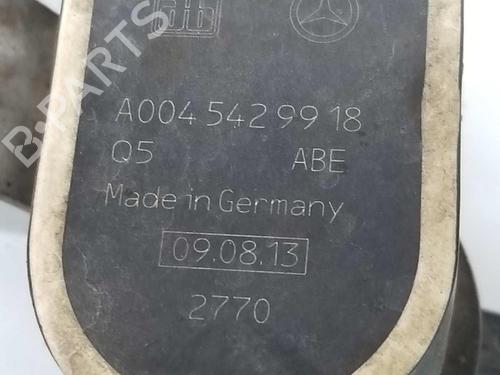 A004 542 99 18
Q5 ABE
Made in Germany
09.08.13
2770
B-PARTS